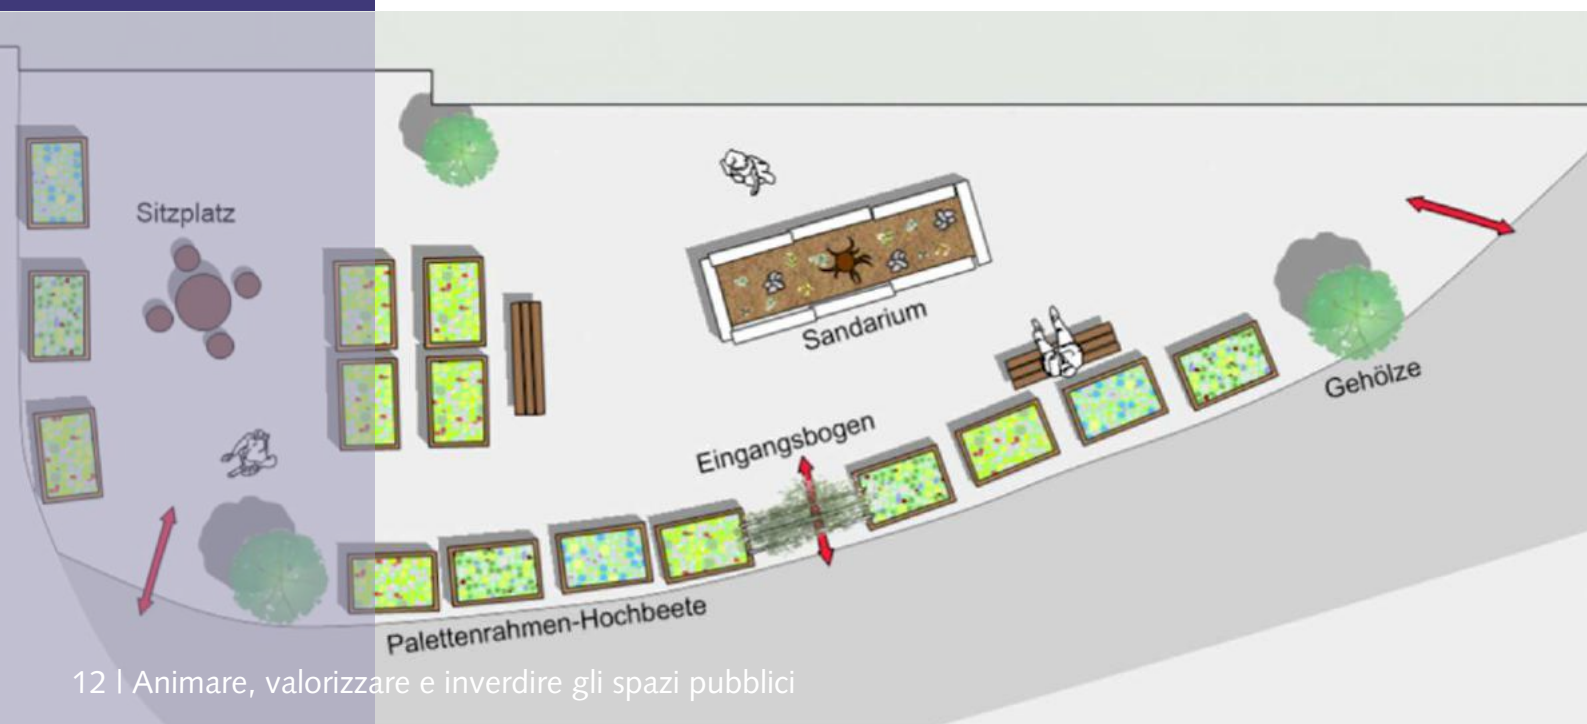 Sitzplatz
Sandarium
Gehölze
Eingangsbogen
Palettenrahmen-Hochbeete
12 | Animare, valorizzare e inverdire gli spazi pubblici